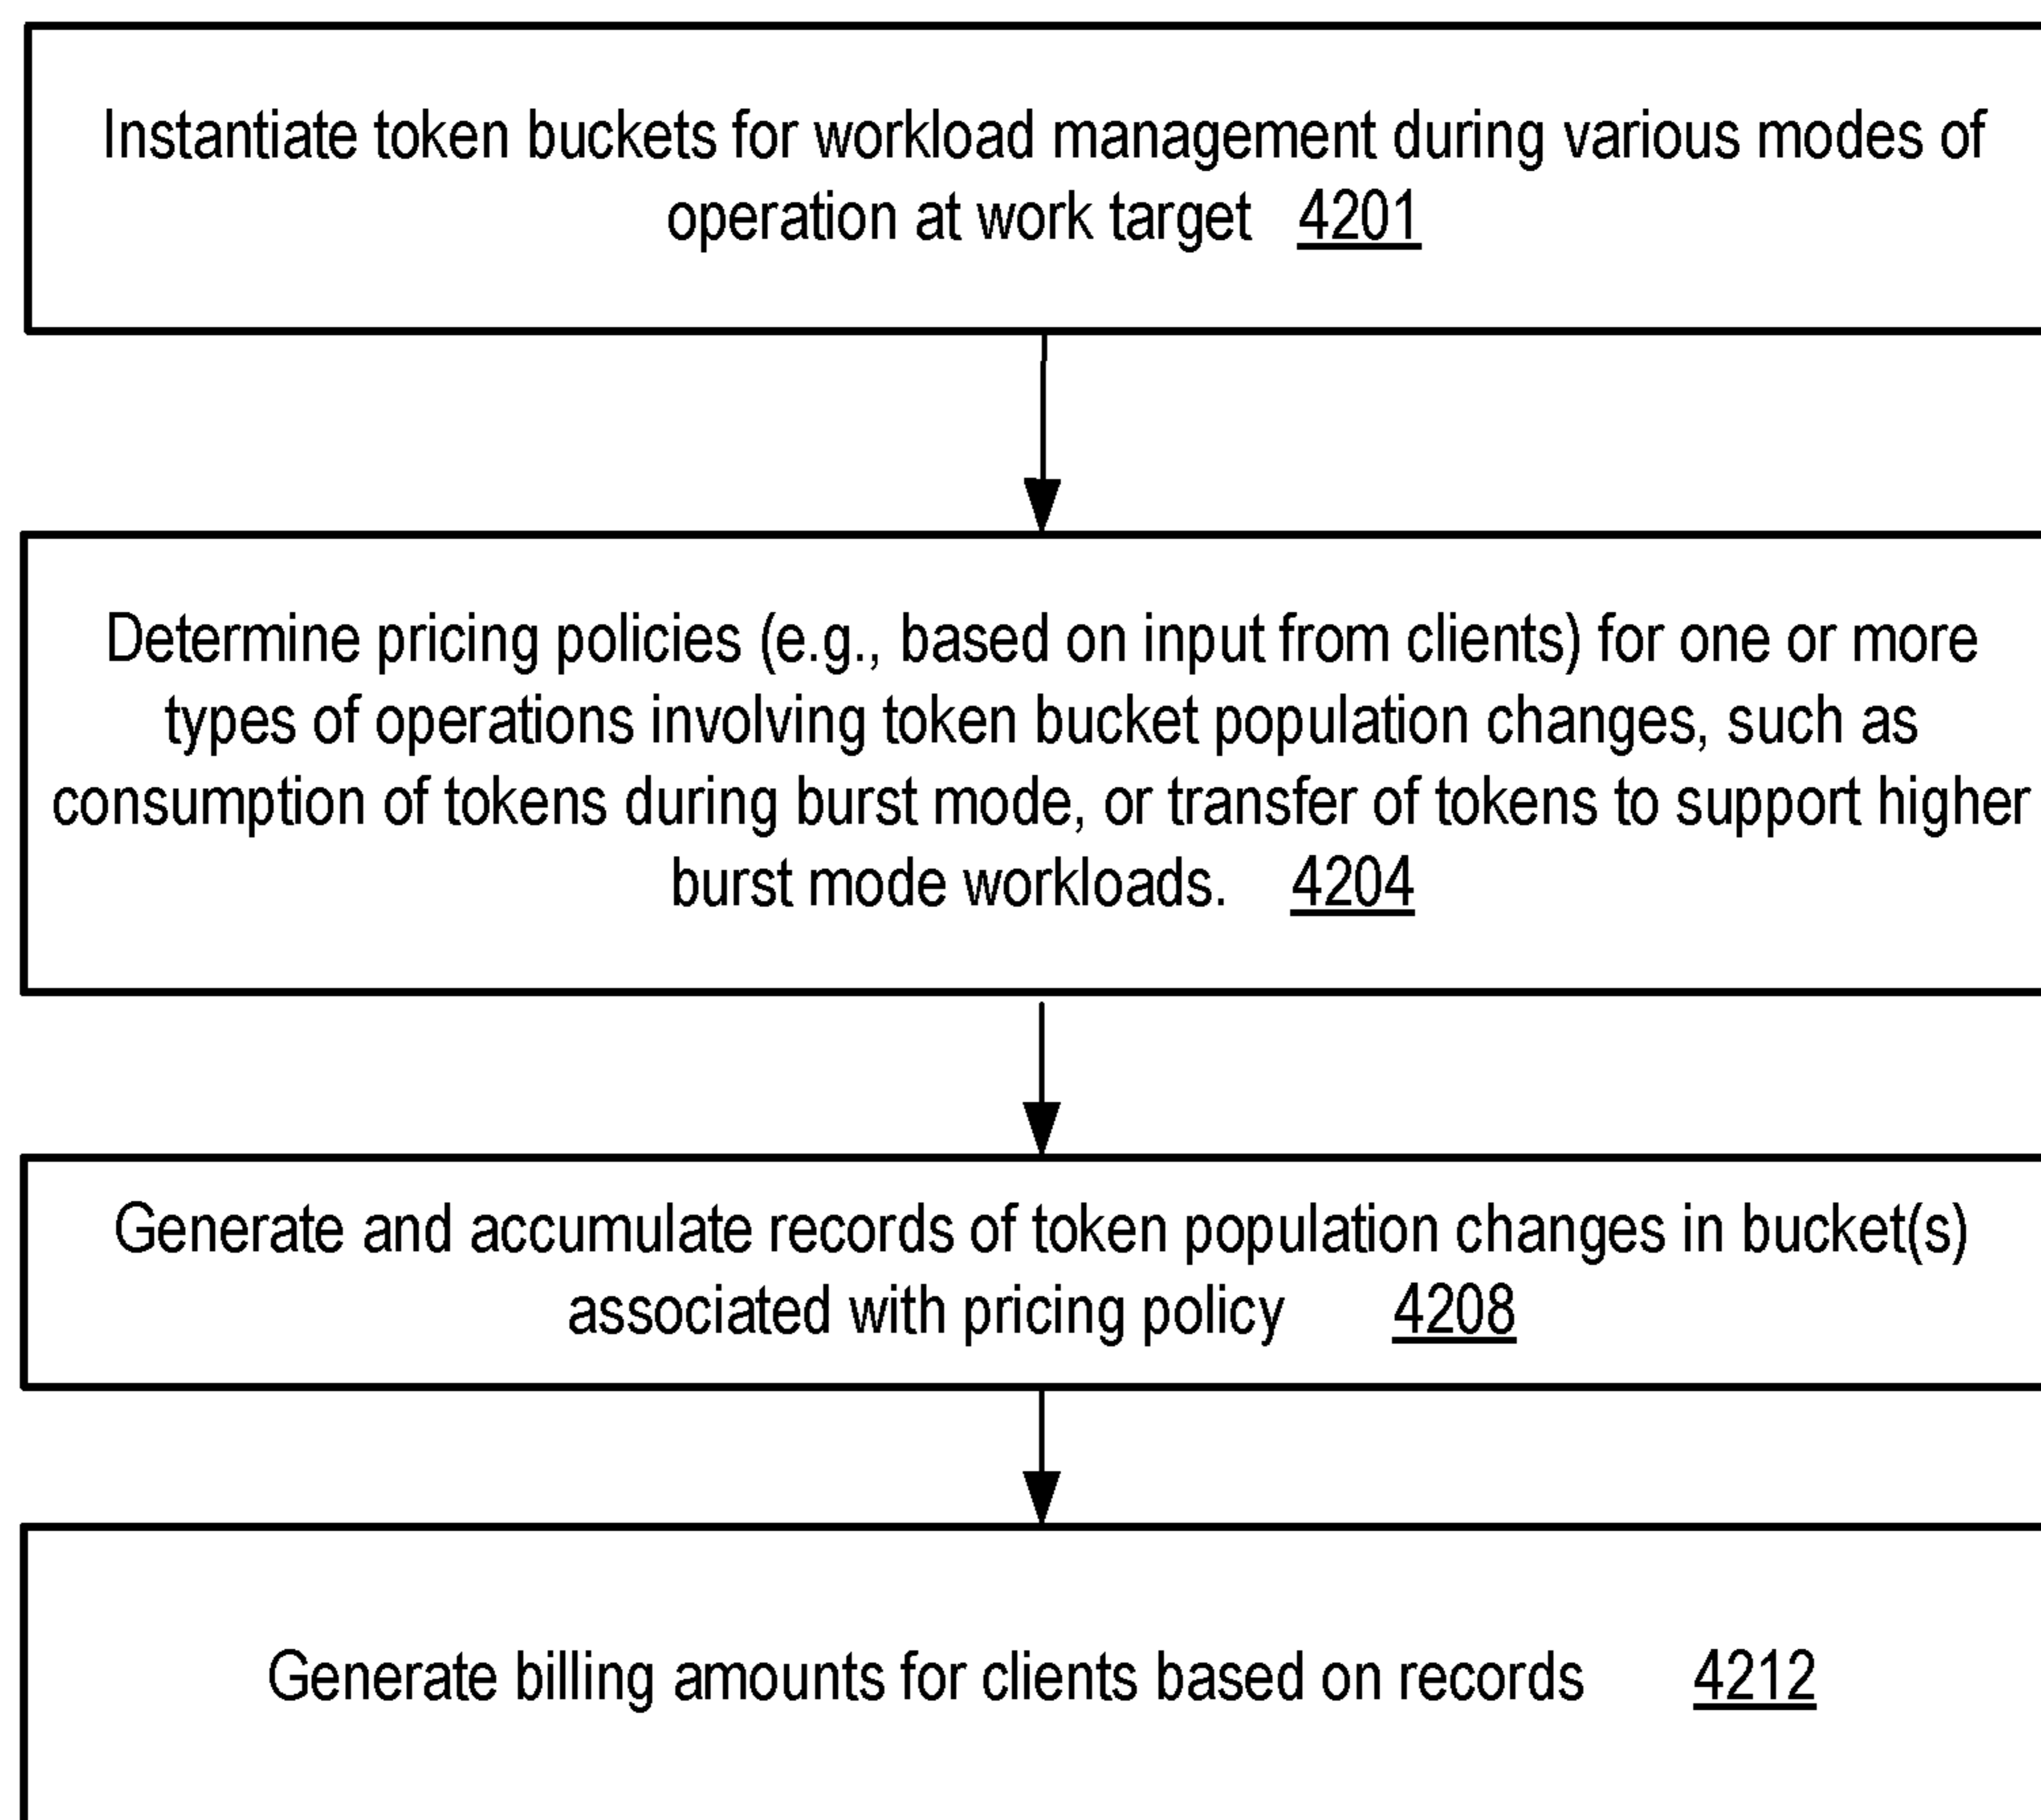 Instantiate token buckets for workload management during various modes of
operation at work target 4201
Determine pricing policies (e.g., based on input from clients) for one or more
types of operations involving token bucket population changes, such as
consumption of tokens during burst mode, or transfer of tokens to support higher
burst mode workloads. 4204
Generate and accumulate records of token population changes in bucket(s)
associated with pricing policy 4208
Generate billing amounts for clients based on records 4212